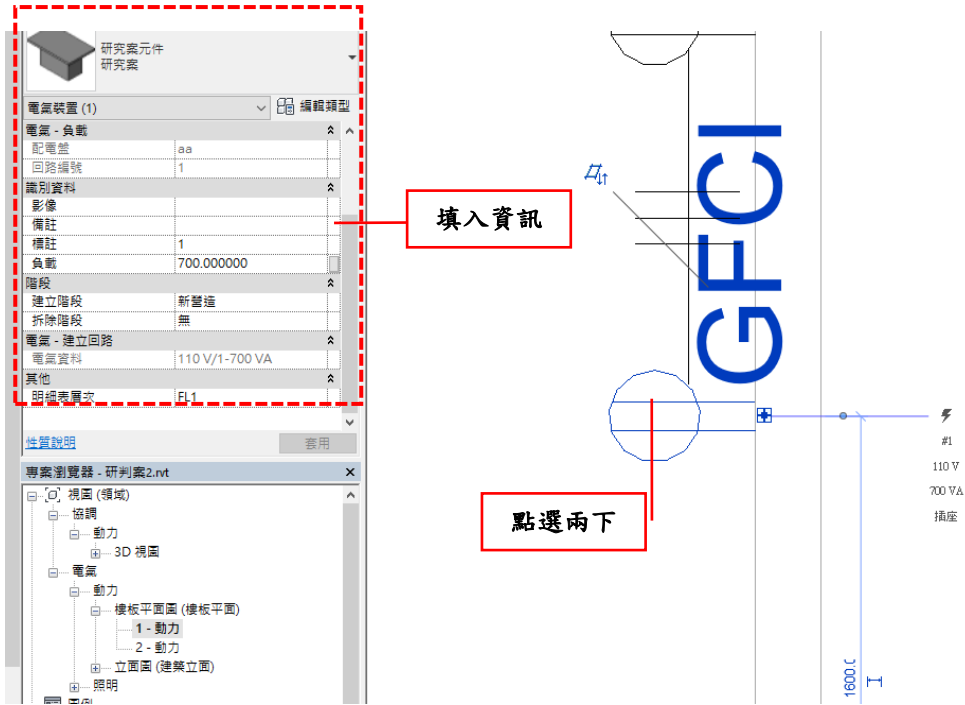 研究案元件
研究案
電氣裝置 (1)
編輯類型
電氣 - 負載
配電盤 aa
回路編號 1
識別資料
影像
備註
標註 1
負載 700.000000
階段
建立階段 新營造
拆除階段 無
電氣 - 建立回路
電氣資料 110 V/1-700 VA
其他
明細表層次 FL1
性質說明
套用
專案瀏覽器 - 研判案2.rvt
視圖 (領域)
協調
動力
3D 視圖
電氣
動力
樓板平面圖 (樓板平面)
1 - 動力
2 - 動力
立面圖 (建築立面)
照明
圖例
填入資訊
點選兩下
GFCI
#1
110 V
700 VA
插座
1600.0